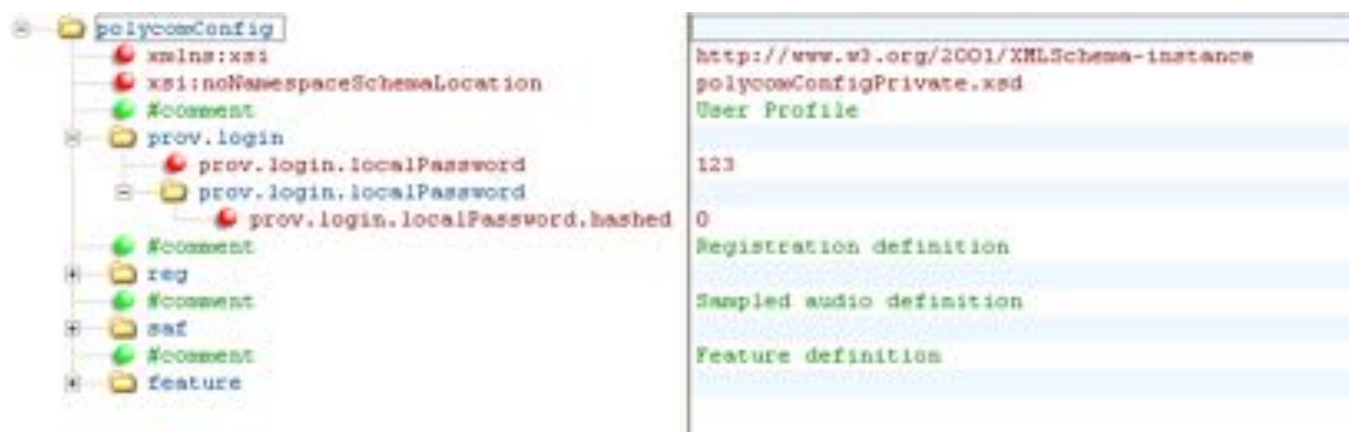 polycomConfig
xmlns:xsi http://www.w3.org/2001/XMLSchema-instance
xsi:noNamespaceSchemaLocation polycomConfigPrivate.xsd
#comment User Profile
prov.login
prov.login.localPassword 123
prov.login.localPassword
prov.login.localPassword.hashed 0
#comment Registration definition
reg
#comment Sampled audio definition
saf
#comment Feature definition
feature